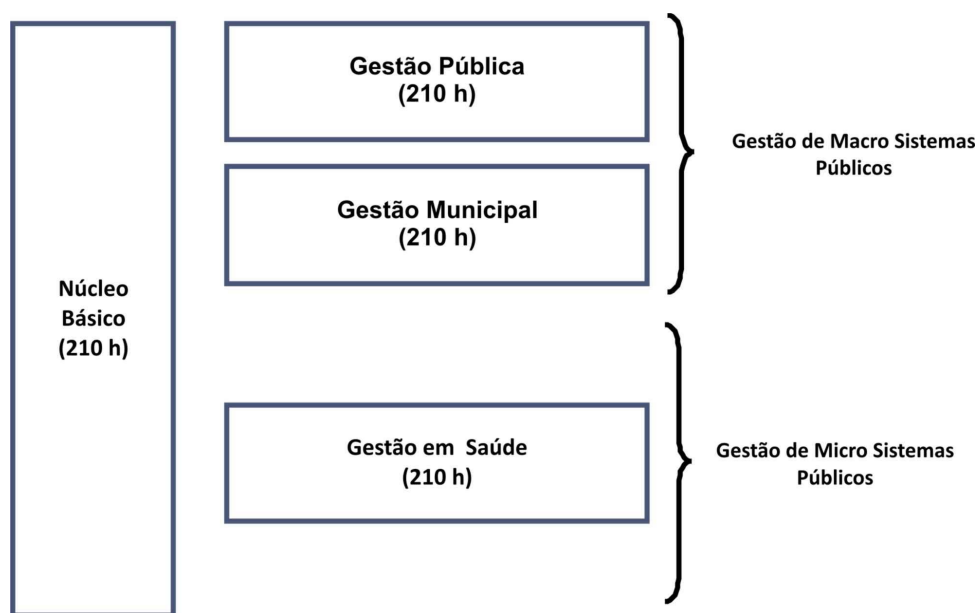 Núcleo
Básico
(210 h)
Gestão Pública
(210 h)
Gestão Municipal
(210 h)
Gestão de Macro Sistemas
Públicos
Gestão em Saúde
(210 h)
Gestão de Micro Sistemas
Públicos